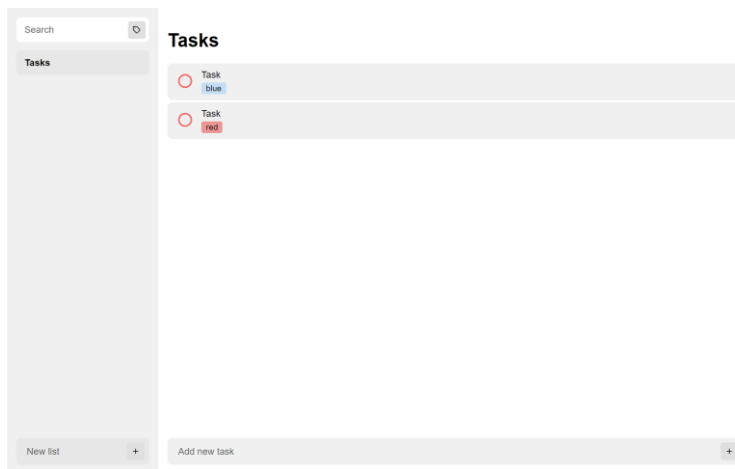 Search
Tasks
Tasks
Task
blue
Task
red
New list
+
Add new task
+